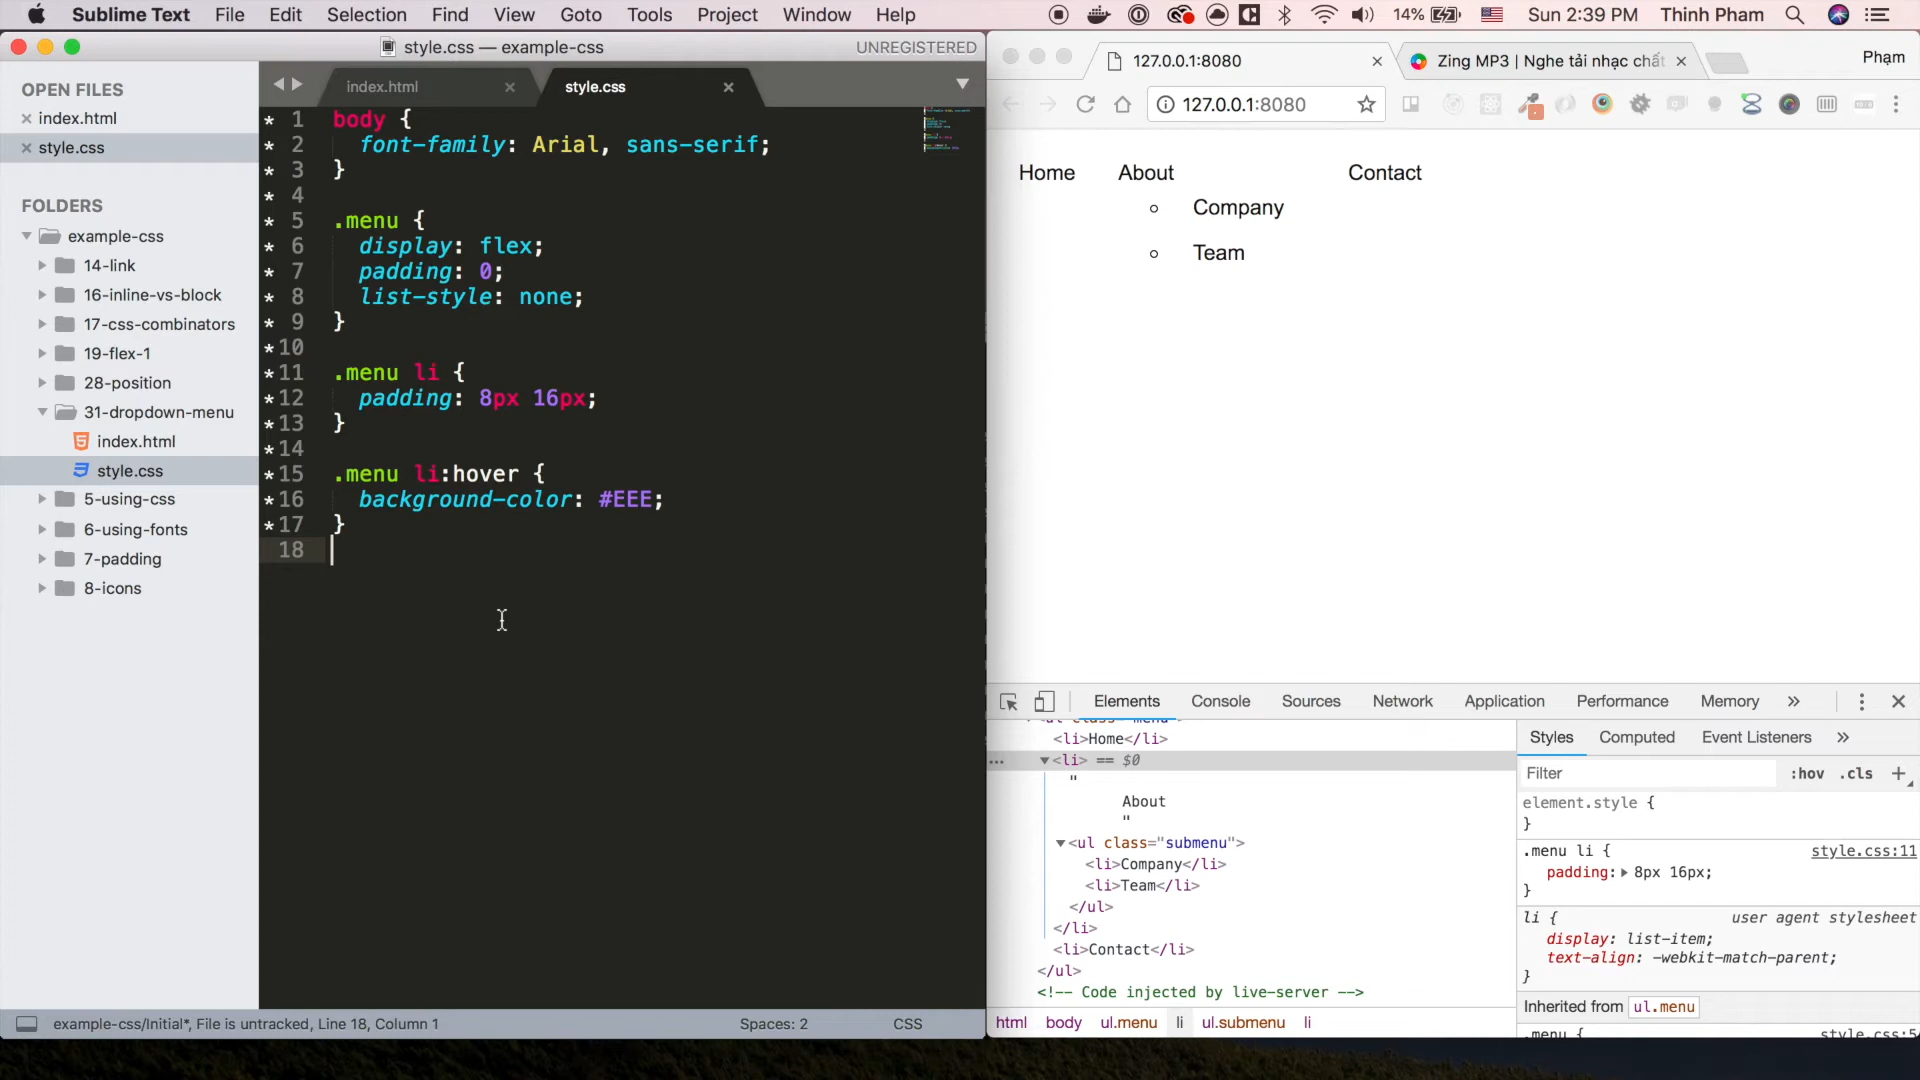 Sublime Text File Edit Selection Find View Goto Tools Project Window Help 14% Sun 2:39 PM Thinh Pham
style.css — example-css UNREGISTERED
OPEN FILES
index.html
style.css
FOLDERS
example-css
14-link
16-inline-vs-block
17-css-combinators
19-flex-1
28-position
31-dropdown-menu
index.html
style.css
5-using-css
6-using-fonts
7-padding
8-icons
index.html style.css
* 1 body {
* 2 font-family: Arial, sans-serif;
* 3 }
* 4
* 5 .menu {
* 6 display: flex;
* 7 padding: 0;
* 8 list-style: none;
* 9 }
*10
*11 .menu li {
*12 padding: 8px 16px;
*13 }
*14
*15 .menu li:hover {
*16 background-color: #EEE;
*17 }
18
example-css/Initial*, File is untracked, Line 18, Column 1 Spaces: 2 CSS
127.0.0.1:8080 Zing MP3 | Nghe tải nhạc chất Phạm
127.0.0.1:8080
Home About Contact
Company
Team
Elements Console Sources Network Application Performance Memory »
<li>Home</li>
<li> == $0
"
About
"
<ul class="submenu">
<li>Company</li>
<li>Team</li>
</ul>
</li>
<li>Contact</li>
</ul>
<!-- Code injected by live-server -->
html body ul.menu li ul.submenu li
Styles Computed Event Listeners »
Filter :hov .cls +
element.style {
}
.menu li { style.css:11
padding: 8px 16px;
}
li { user agent stylesheet
display: list-item;
text-align: -webkit-match-parent;
}
Inherited from ul.menu
.menu { style.css:5